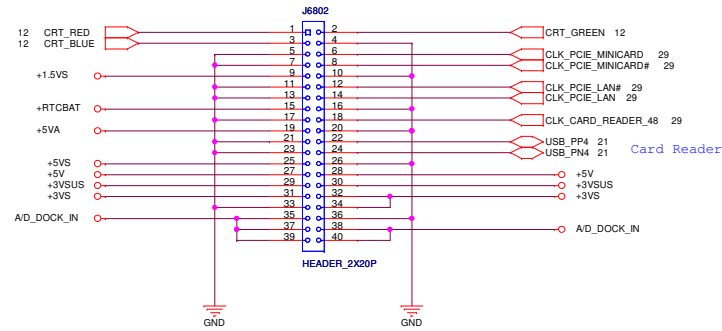 J6802
12 CRT_RED 1 2 CRT_GREEN 12
12 CRT_BLUE 3 4
5 6 CLK_PCIE_MINICARD 29
7 8 CLK_PCIE_MINICARD# 29
+1.5VS 9 10
11 12 CLK_PCIE_LAN# 29
13 14 CLK_PCIE_LAN 29
+RTCBAT 15 16
17 18 CLK_CARD_READER_48 29
+5VA 19 20
21 22 USB_PP4 21
23 24 USB_PN4 21 Card Reader
+5VS 25 26
+5V 27 28 +5V
+3VSUS 29 30 +3VSUS
+3VS 31 32 +3VS
33 34
A/D_DOCK_IN 35 36
37 38 A/D_DOCK_IN
39 40
HEADER_2X20P
GND GND